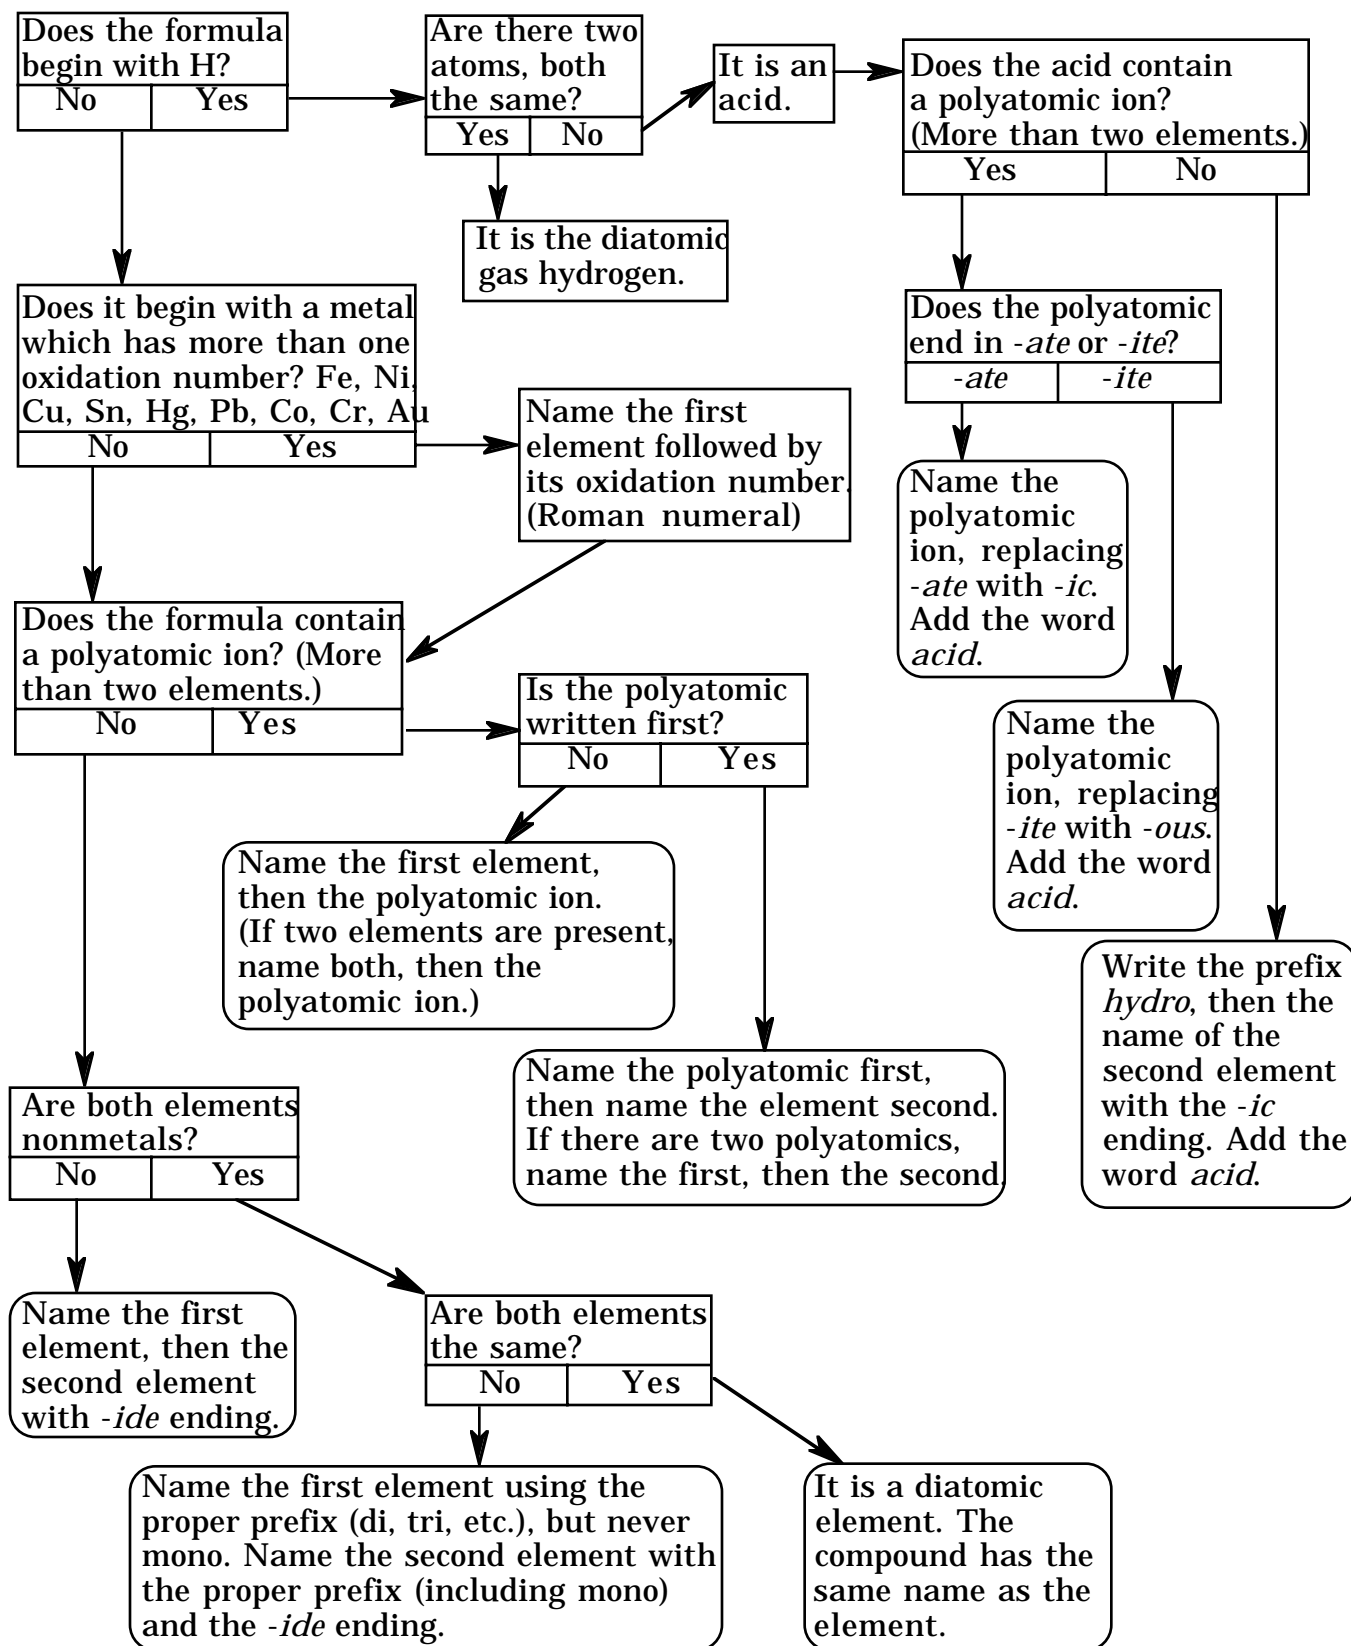 Does the formula
begin with H?
No Yes
Are there two
atoms, both
the same?
Yes No
It is an
acid.
Does the acid contain
a polyatomic ion?
(More than two elements.)
Yes No
It is the diatomic
gas hydrogen.
Does it begin with a metal
which has more than one
oxidation number? Fe, Ni,
Cu, Sn, Hg, Pb, Co, Cr, Au
No Yes
Name the first
element followed by
its oxidation number.
(Roman numeral)
Does the polyatomic
end in -ate or -ite?
-ate -ite
Name the
polyatomic
ion, replacing
-ate with -ic.
Add the word
acid.
Does the formula contain
a polyatomic ion? (More
than two elements.)
No Yes
Is the polyatomic
written first?
No Yes
Name the
polyatomic
ion, replacing
-ite with -ous.
Add the word
acid.
Name the first element,
then the polyatomic ion.
(If two elements are present,
name both, then the
polyatomic ion.)
Write the prefix
hydro, then the
name of the
second element
with the -ic
ending. Add the
word acid.
Name the polyatomic first,
then name the element second.
If there are two polyatomics,
name the first, then the second.
Are both elements
nonmetals?
No Yes
Name the first
element, then the
second element
with -ide ending.
Are both elements
the same?
No Yes
Name the first element using the
proper prefix (di, tri, etc.), but never
mono. Name the second element with
the proper prefix (including mono)
and the -ide ending.
It is a diatomic
element. The
compound has the
same name as the
element.